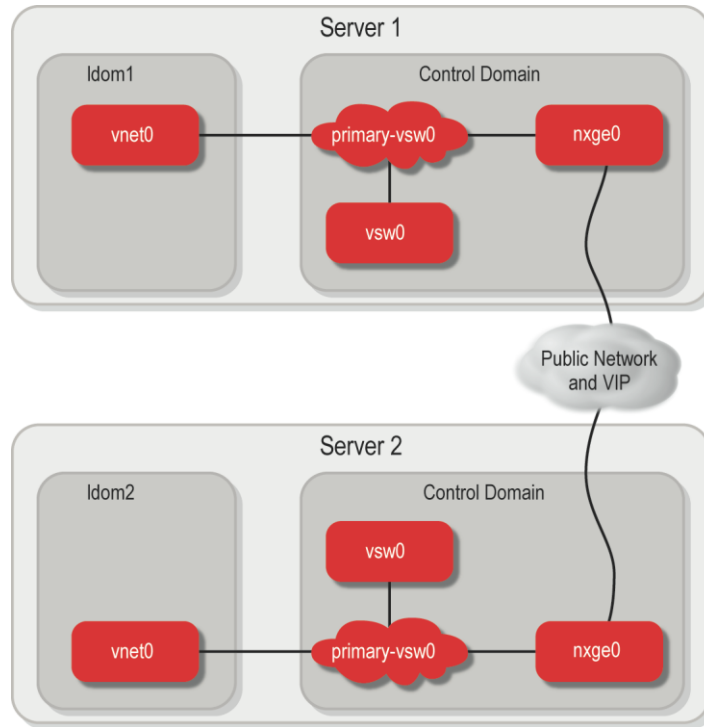 Server 1
ldom1
Control Domain
vnet0
primary-vsw0
nxge0
vsw0
Public Network
and VIP
Server 2
ldom2
Control Domain
vsw0
vnet0
primary-vsw0
nxge0